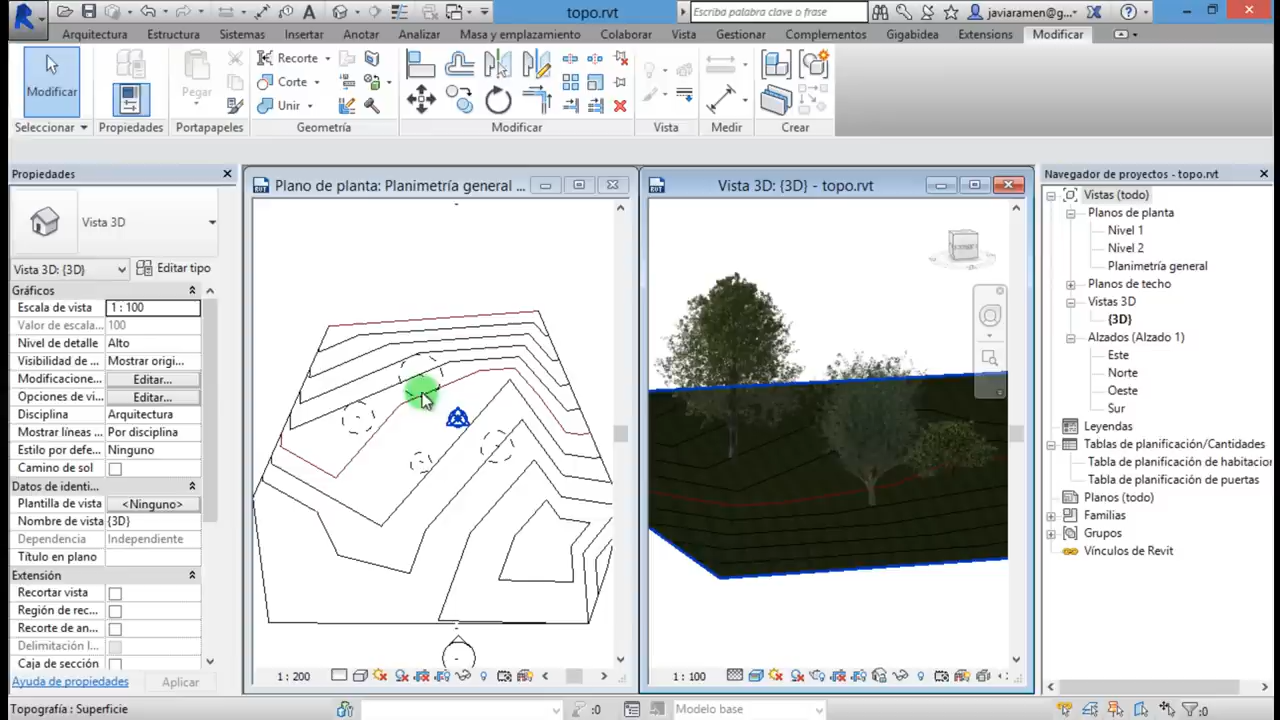 topo.rvt
Escriba palabra clave o frase
javiaramen@g...
Arquitectura
Estructura
Sistemas
Insertar
Anotar
Analizar
Masa y emplazamiento
Colaborar
Vista
Gestionar
Complementos
Gigabidea
Extensions
Modificar
Modificar
Pegar
Recorte
Corte
Unir
Seleccionar
Propiedades
Portapapeles
Geometría
Modificar
Vista
Medir
Crear
Propiedades
Vista 3D
Vista 3D: {3D}
Editar tipo
Gráficos
Escala de vista 1 : 100
Valor de escala... 100
Nivel de detalle Alto
Visibilidad de ... Mostrar origi...
Modificacione... Editar...
Opciones de vi... Editar...
Disciplina Arquitectura
Mostrar líneas ... Por disciplina
Estilo por defe... Ninguno
Camino de sol
Datos de identi...
Plantilla de vista <Ninguno>
Nombre de vista {3D}
Dependencia Independiente
Título en plano
Extensión
Recortar vista
Región de rec...
Recorte de an...
Delimitación l...
Caja de sección
Ayuda de propiedades
Aplicar
Plano de planta: Planimetría general ...
1 : 200
Vista 3D: {3D} - topo.rvt
1 : 100
Navegador de proyectos - topo.rvt
Vistas (todo)
Planos de planta
Nivel 1
Nivel 2
Planimetría general
Planos de techo
Vistas 3D
{3D}
Alzados (Alzado 1)
Este
Norte
Oeste
Sur
Leyendas
Tablas de planificación/Cantidades
Tabla de planificación de habitacion
Tabla de planificación de puertas
Planos (todo)
Familias
Grupos
Vínculos de Revit
Topografía : Superficie
:0
Modelo base
:0